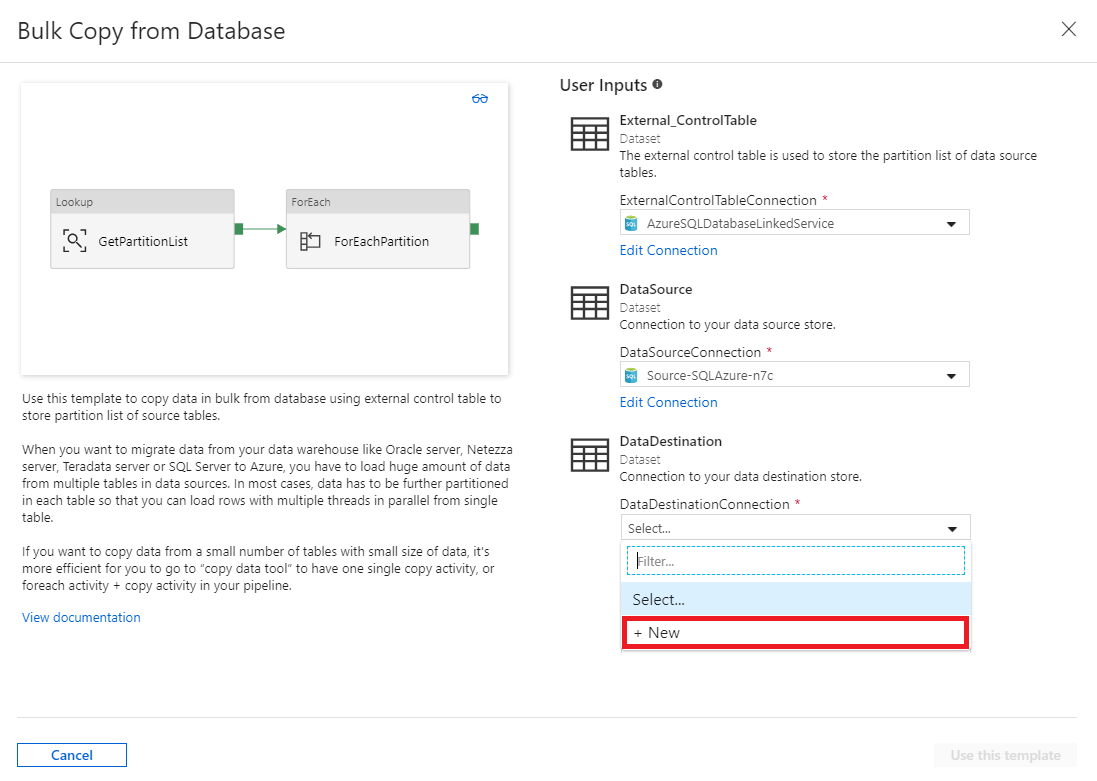 Bulk Copy from Database
Lookup
GetPartitionList
ForEach
ForEachPartition
Use this template to copy data in bulk from database using external control table to
store partition list of source tables.
When you want to migrate data from your data warehouse like Oracle server, Netezza
server, Teradata server or SQL Server to Azure, you have to load huge amount of data
from multiple tables in data sources. In most cases, data has to be further partitioned
in each table so that you can load rows with multiple threads in parallel from single
table.
If you want to copy data from a small number of tables with small size of data, it's
more efficient for you to go to “copy data tool” to have one single copy activity, or
foreach activity + copy activity in your pipeline.
View documentation
User Inputs
External_ControlTable
Dataset
The external control table is used to store the partition list of data source
tables.
ExternalControlTableConnection *
SQL AzureSQLDatabaseLinkedService
Edit Connection
DataSource
Dataset
Connection to your data source store.
DataSourceConnection *
SQL Source-SQLAzure-n7c
Edit Connection
DataDestination
Dataset
Connection to your data destination store.
DataDestinationConnection *
Select...
Filter...
Select...
+ New
Cancel
Use this template